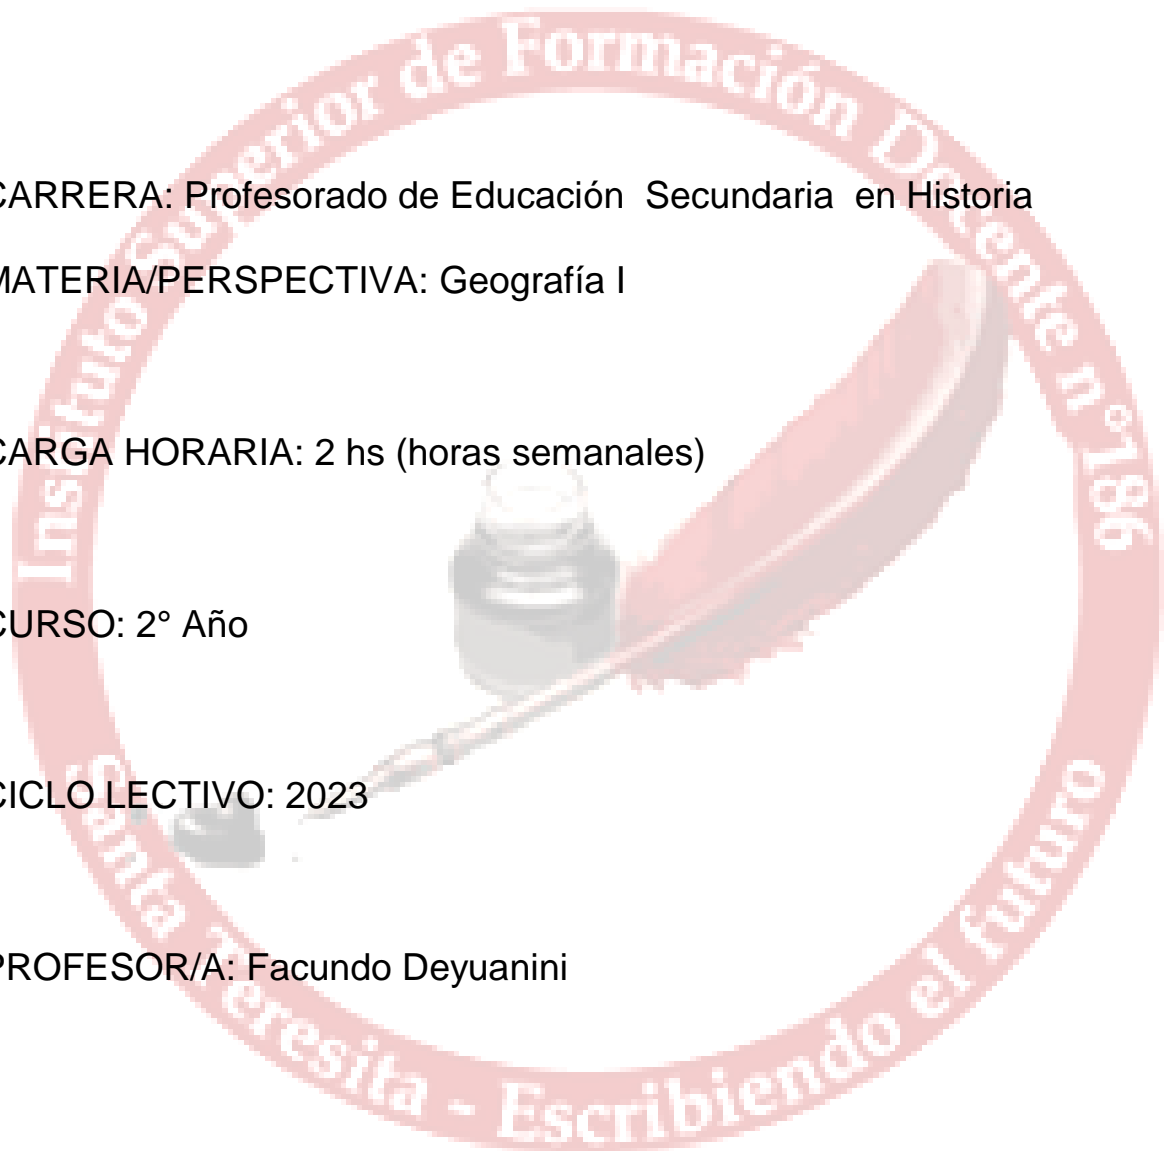 Instituto Superior de Formación Docente n°186
CARRERA: Profesorado de Educación  Secundaria  en Historia
MATERIA/PERSPECTIVA: Geografía I
CARGA HORARIA: 2 hs (horas semanales)
CURSO: 2° Año
CICLO LECTIVO: 2023
PROFESOR/A: Facundo Deyuanini
Santa Teresita - Escribiendo el futuro